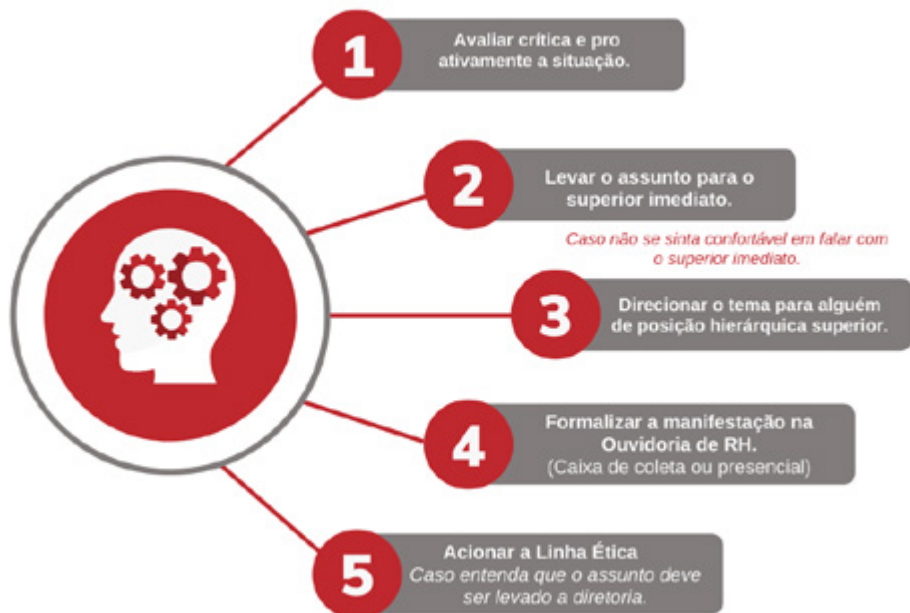 1
Avaliar crítica e pro
ativamente a situação.
2
Levar o assunto para o
superior imediato.
Caso não se sinta confortável em falar com
o superior imediato.
3
Direcionar o tema para alguém
de posição hierárquica superior.
4
Formalizar a manifestação na
Ouvidoria de RH.
(Caixa de coleta ou presencial)
5
Acionar a Linha Ética
Caso entenda que o assunto deve
ser levado a diretoria.